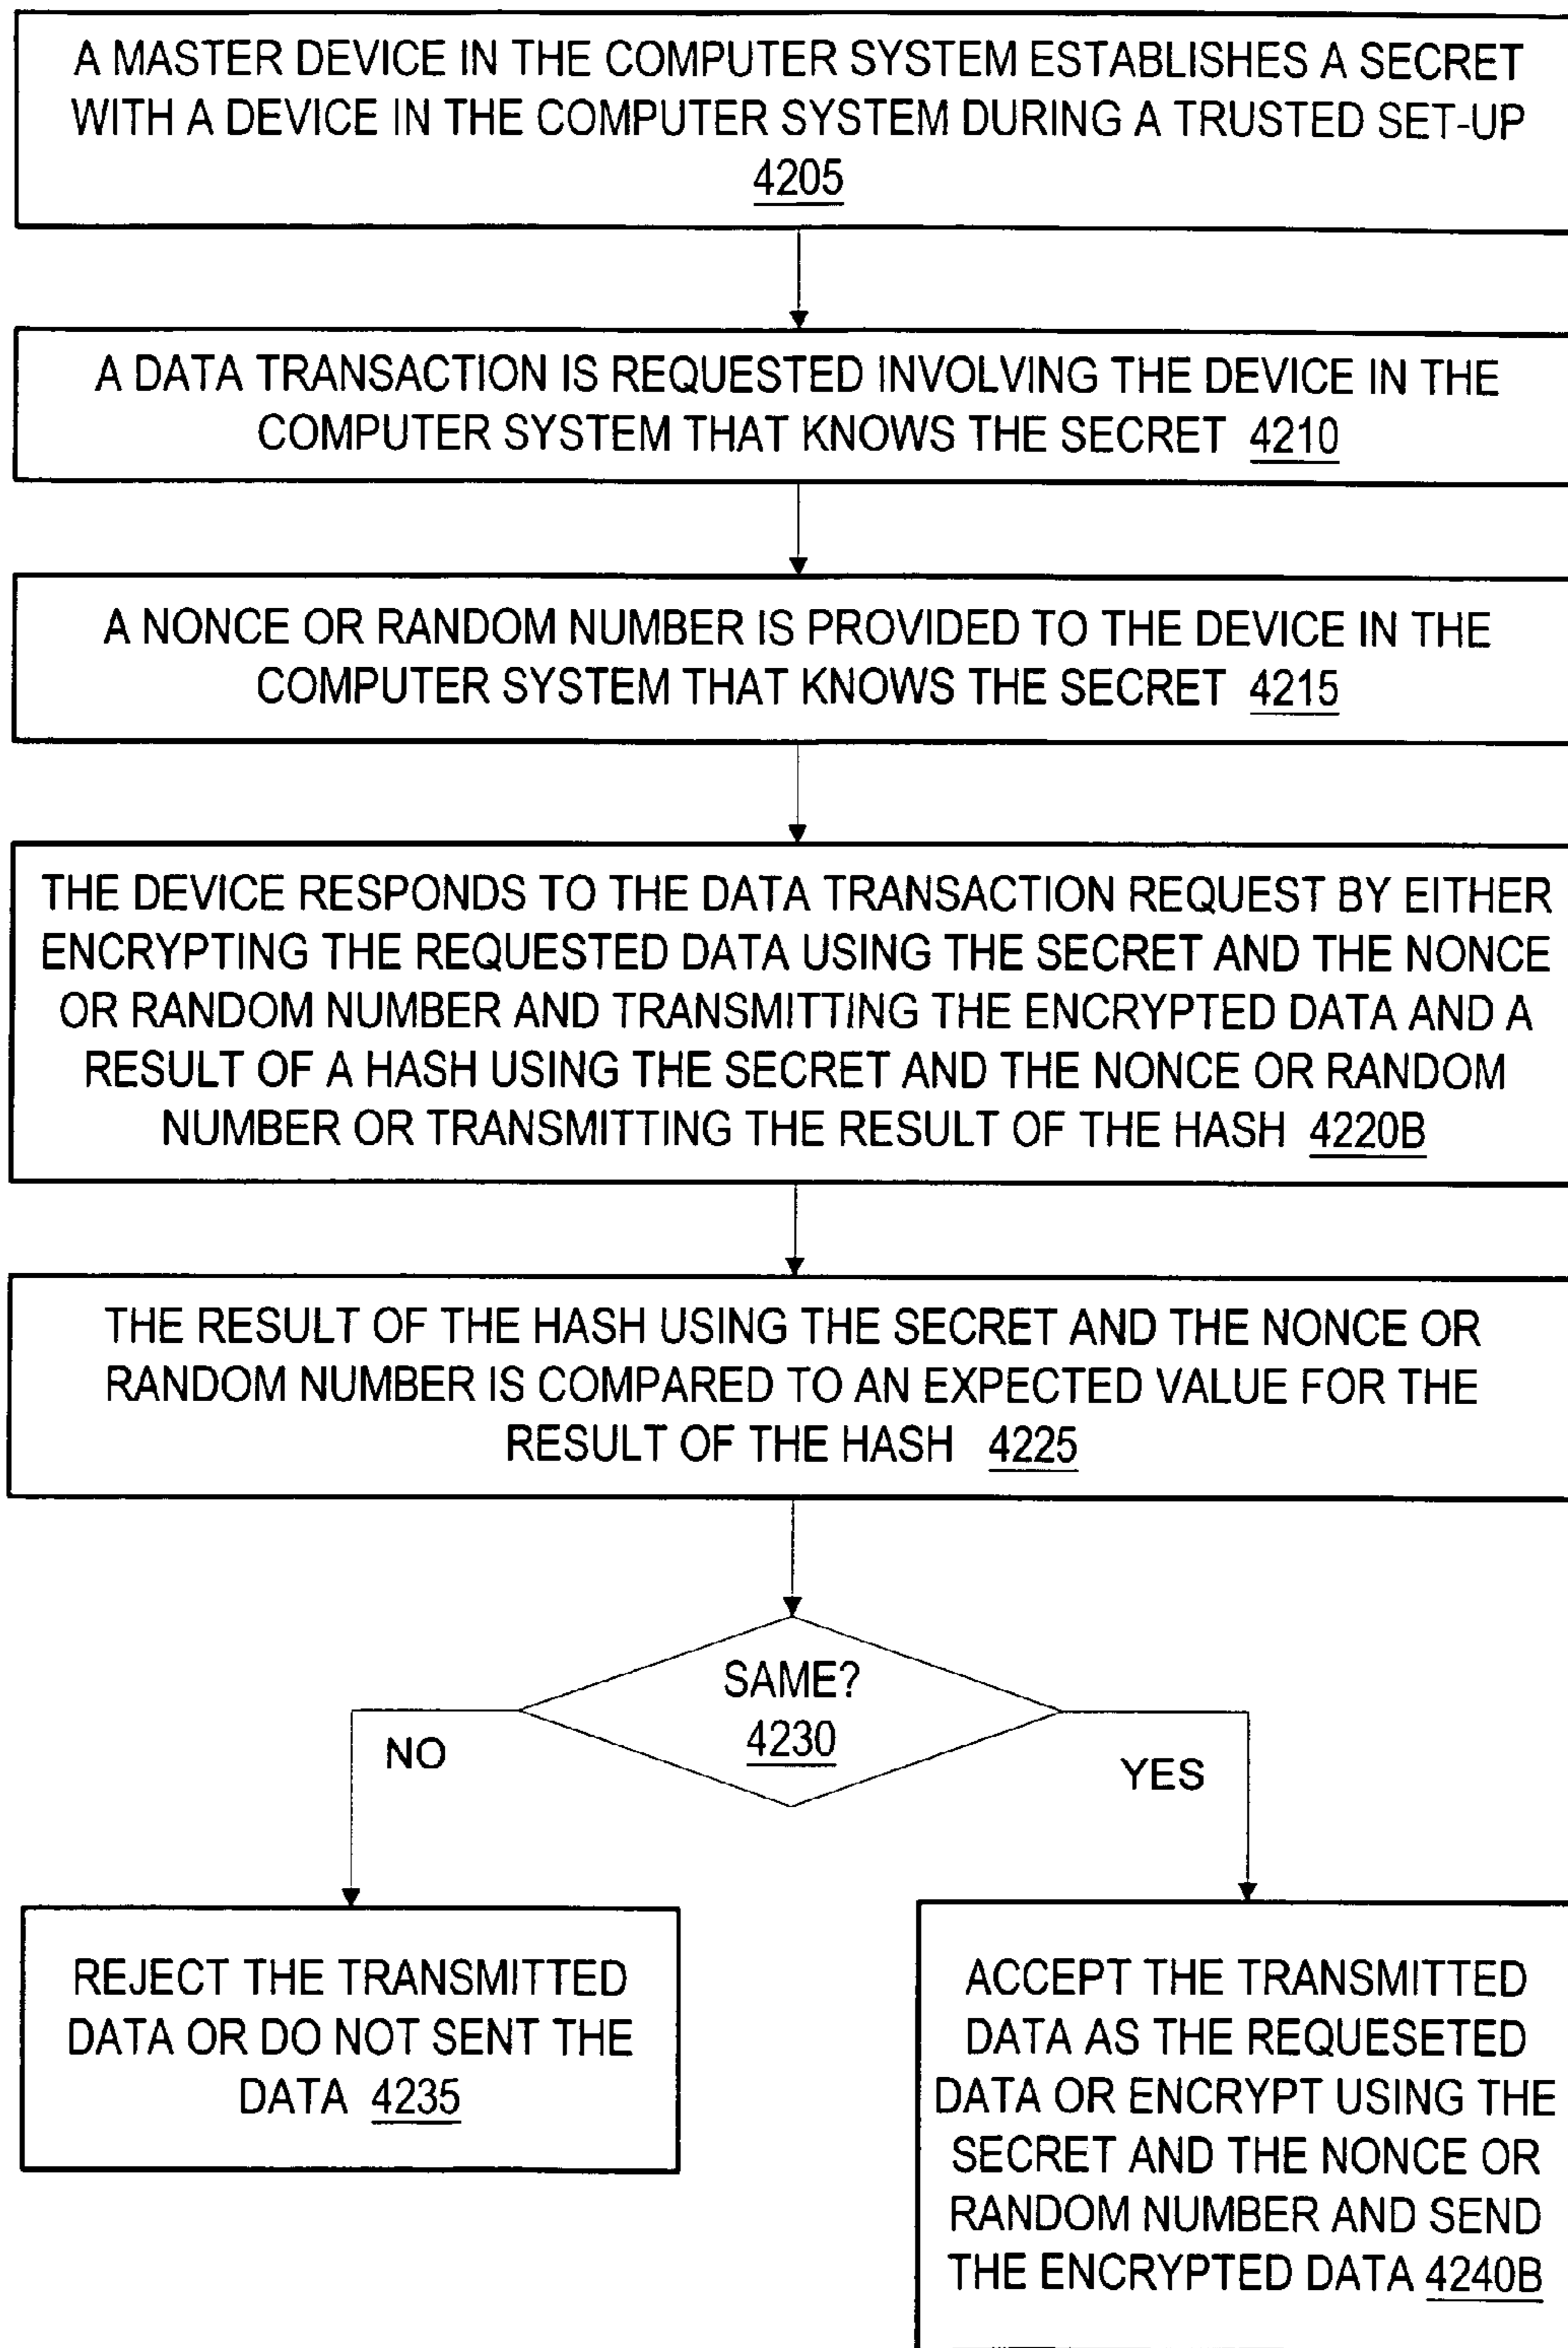 A MASTER DEVICE IN THE COMPUTER SYSTEM ESTABLISHES A SECRET
WITH A DEVICE IN THE COMPUTER SYSTEM DURING A TRUSTED SET-UP
4205
A DATA TRANSACTION IS REQUESTED INVOLVING THE DEVICE IN THE
COMPUTER SYSTEM THAT KNOWS THE SECRET 4210
A NONCE OR RANDOM NUMBER IS PROVIDED TO THE DEVICE IN THE
COMPUTER SYSTEM THAT KNOWS THE SECRET 4215
THE DEVICE RESPONDS TO THE DATA TRANSACTION REQUEST BY EITHER
ENCRYPTING THE REQUESTED DATA USING THE SECRET AND THE NONCE
OR RANDOM NUMBER AND TRANSMITTING THE ENCRYPTED DATA AND A
RESULT OF A HASH USING THE SECRET AND THE NONCE OR RANDOM
NUMBER OR TRANSMITTING THE RESULT OF THE HASH 4220B
THE RESULT OF THE HASH USING THE SECRET AND THE NONCE OR
RANDOM NUMBER IS COMPARED TO AN EXPECTED VALUE FOR THE
RESULT OF THE HASH 4225
SAME?
4230
NO
YES
REJECT THE TRANSMITTED
DATA OR DO NOT SENT THE
DATA 4235
ACCEPT THE TRANSMITTED
DATA AS THE REQUESETED
DATA OR ENCRYPT USING THE
SECRET AND THE NONCE OR
RANDOM NUMBER AND SEND
THE ENCRYPTED DATA 4240B